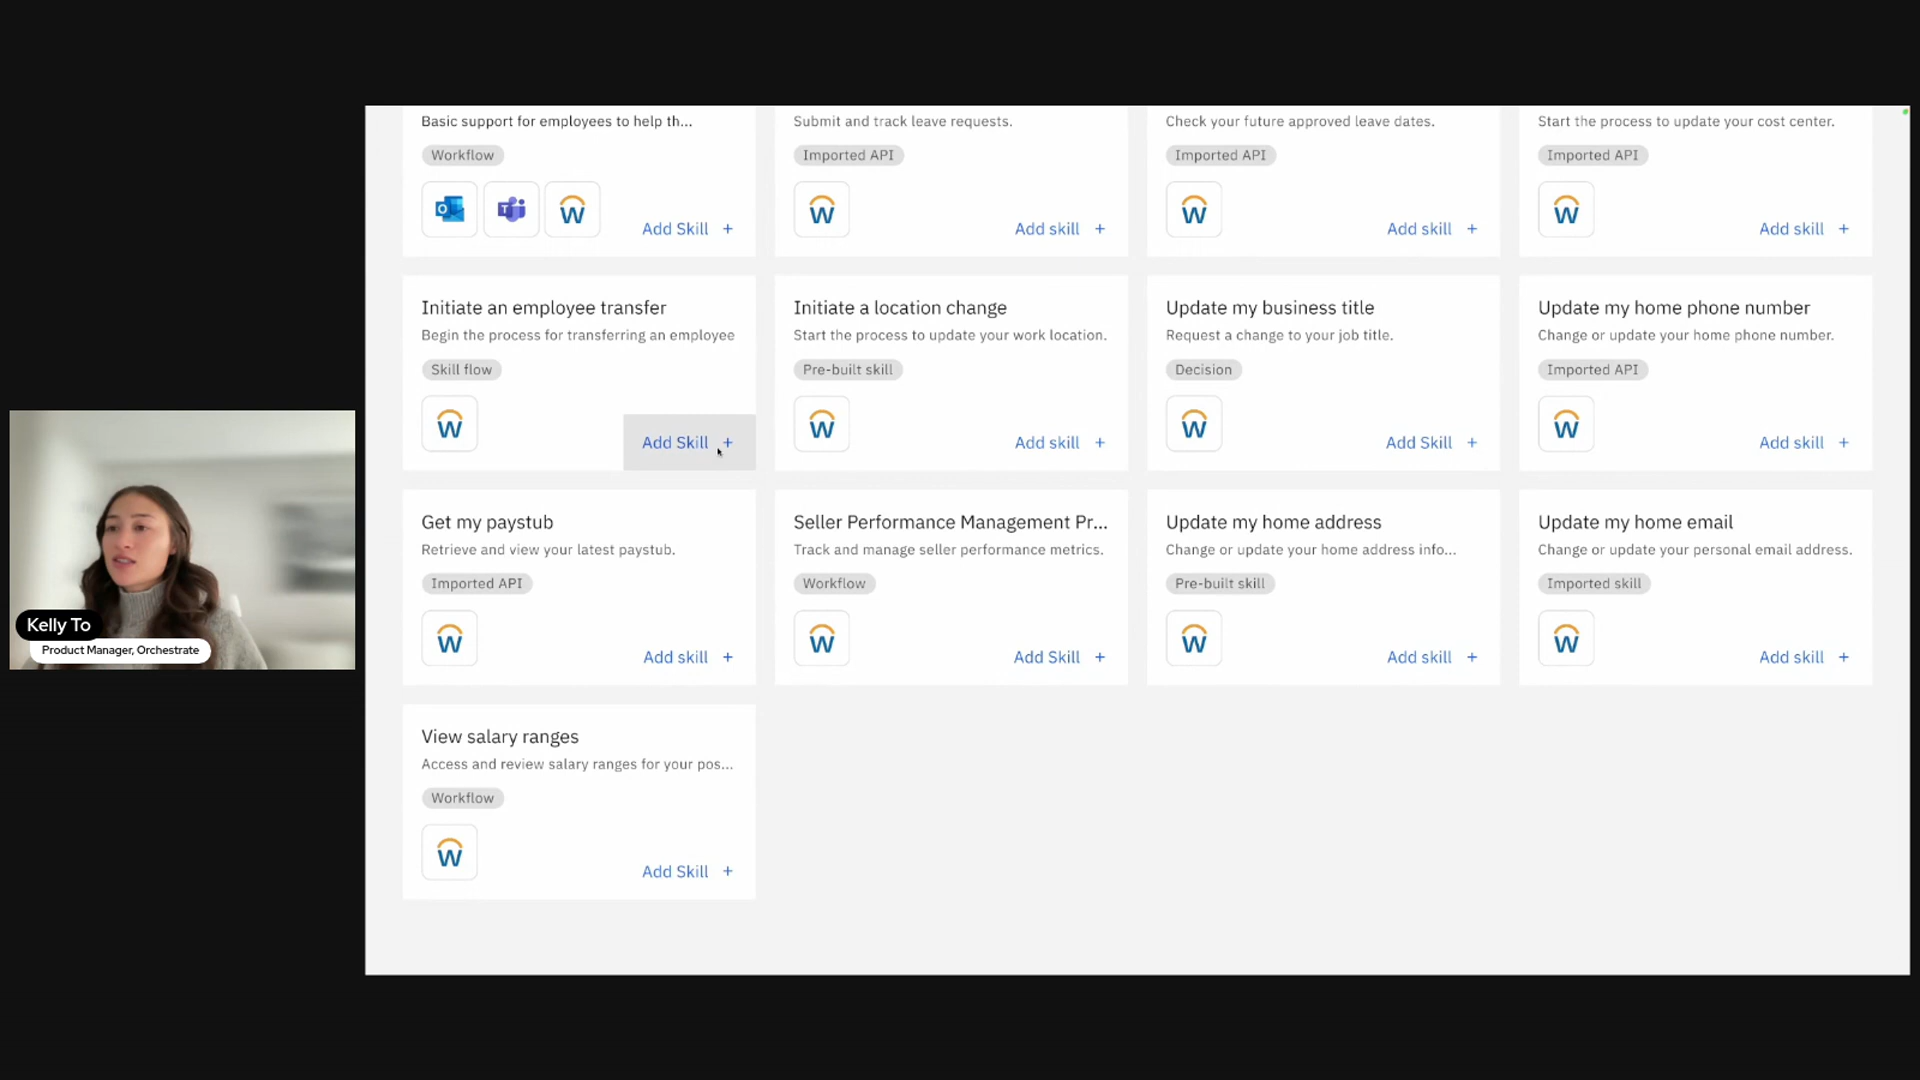 Basic support for employees to help th...
Workflow
Add Skill +
Submit and track leave requests.
Imported API
W
Add skill +
Check your future approved leave dates.
Imported API
W
Add skill +
Start the process to update your cost center.
Imported API
W
Add skill +
Initiate an employee transfer
Begin the process for transferring an employee
Skill flow
W
Add Skill +
Initiate a location change
Start the process to update your work location.
Pre-built skill
W
Add skill +
Update my business title
Request a change to your job title.
Decision
W
Add Skill +
Update my home phone number
Change or update your home phone number.
Imported API
W
Add skill +
Get my paystub
Retrieve and view your latest paystub.
Imported API
W
Add skill +
Seller Performance Management Pr...
Track and manage seller performance metrics.
Workflow
W
Add Skill +
Update my home address
Change or update your home address info...
Pre-built skill
W
Add skill +
Update my home email
Change or update your personal email address.
Imported skill
W
Add skill +
View salary ranges
Access and review salary ranges for your pos...
Workflow
W
Add Skill +
Kelly To
Product Manager, Orchestrate